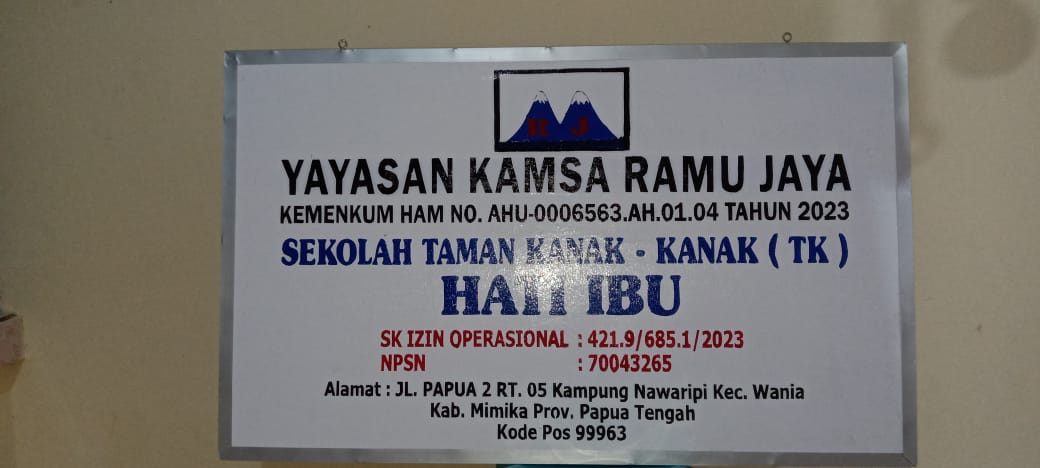 R J
YAYASAN KAMSA RAMU JAYA
KEMENKUM HAM NO. AHU-0006563.AH.01.04 TAHUN 2023
SEKOLAH TAMAN KANAK - KANAK ( TK )
HATI IBU
SK IZIN OPERASIONAL : 421.9/685.1/2023
NPSN : 70043265
Alamat : JL. PAPUA 2 RT. 05 Kampung Nawaripi Kec. Wania
Kab. Mimika Prov. Papua Tengah
Kode Pos 99963